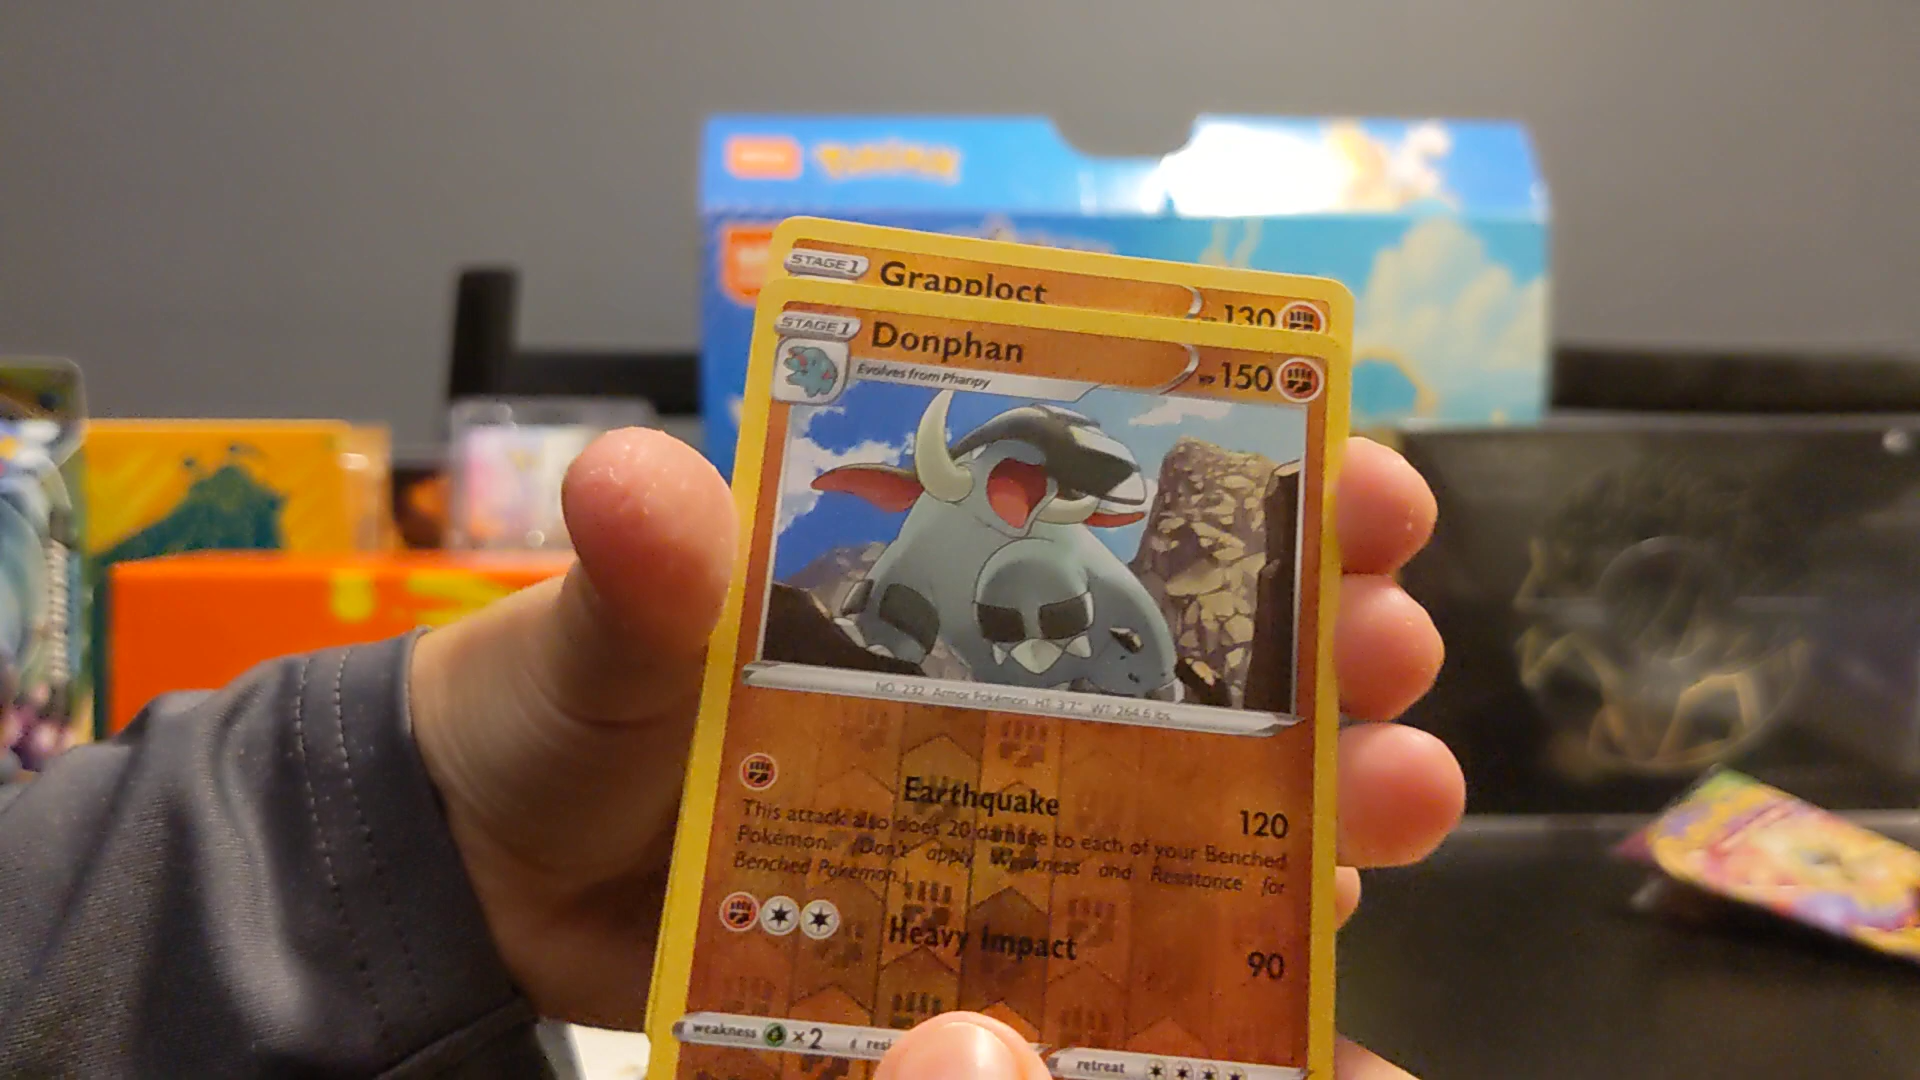 Pokémon
STAGE 1
Grapploct
130
STAGE 1
Donphan
Evolves from Phanpy
HP 150
NO. 232 Armor Pokémon HT 3'7" WT 264.6 lbs
Earthquake
120
This attack also does 20 damage to each of your Benched
Pokémon. (Don't apply Weakness and Resistance for
Benched Pokémon.)
Heavy Impact
90
weakness ×2
resi
retreat